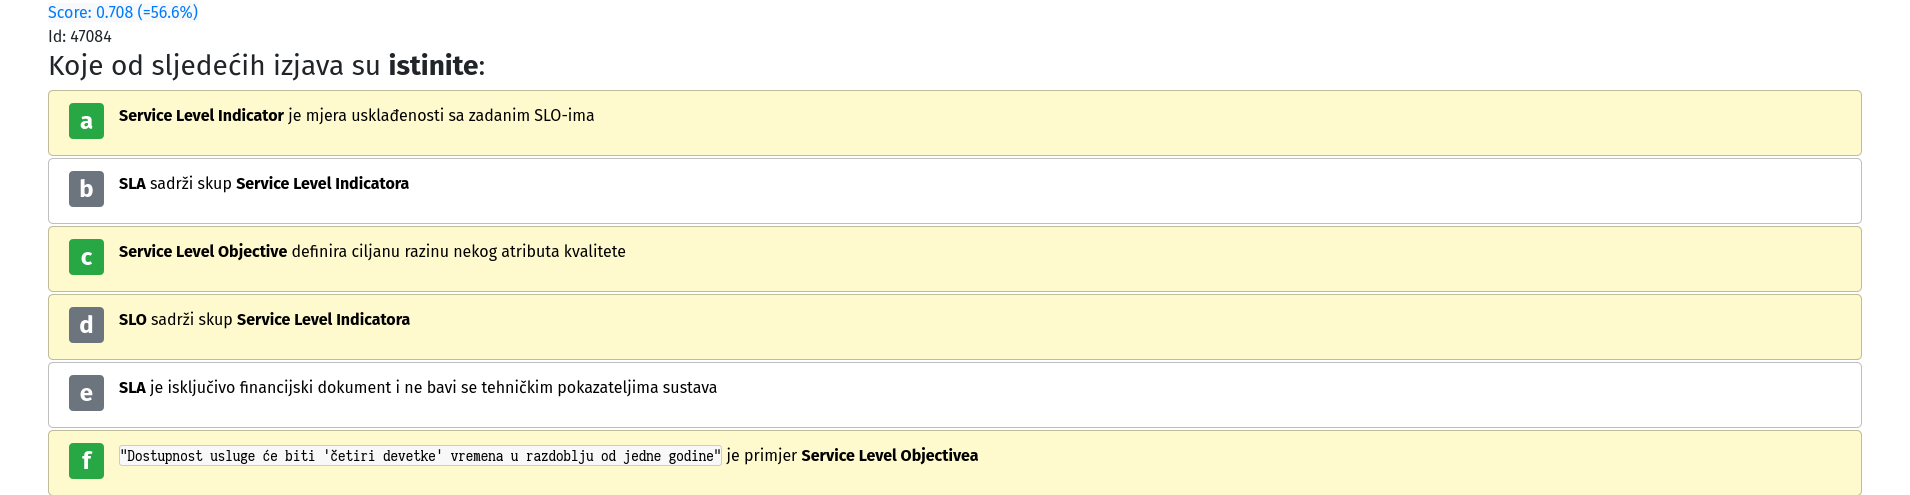 Score: 0.708 (=56.6%)
Id: 47084
Koje od sljedećih izjava su istinite:
a Service Level Indicator je mjera usklađenosti sa zadanim SLO-ima
b SLA sadrži skup Service Level Indicatora
c Service Level Objective definira ciljanu razinu nekog atributa kvalitete
d SLO sadrži skup Service Level Indicatora
e SLA je isključivo financijski dokument i ne bavi se tehničkim pokazateljima sustava
f "Dostupnost usluge će biti 'četiri devetke' vremena u razdoblju od jedne godine" je primjer Service Level Objectivea